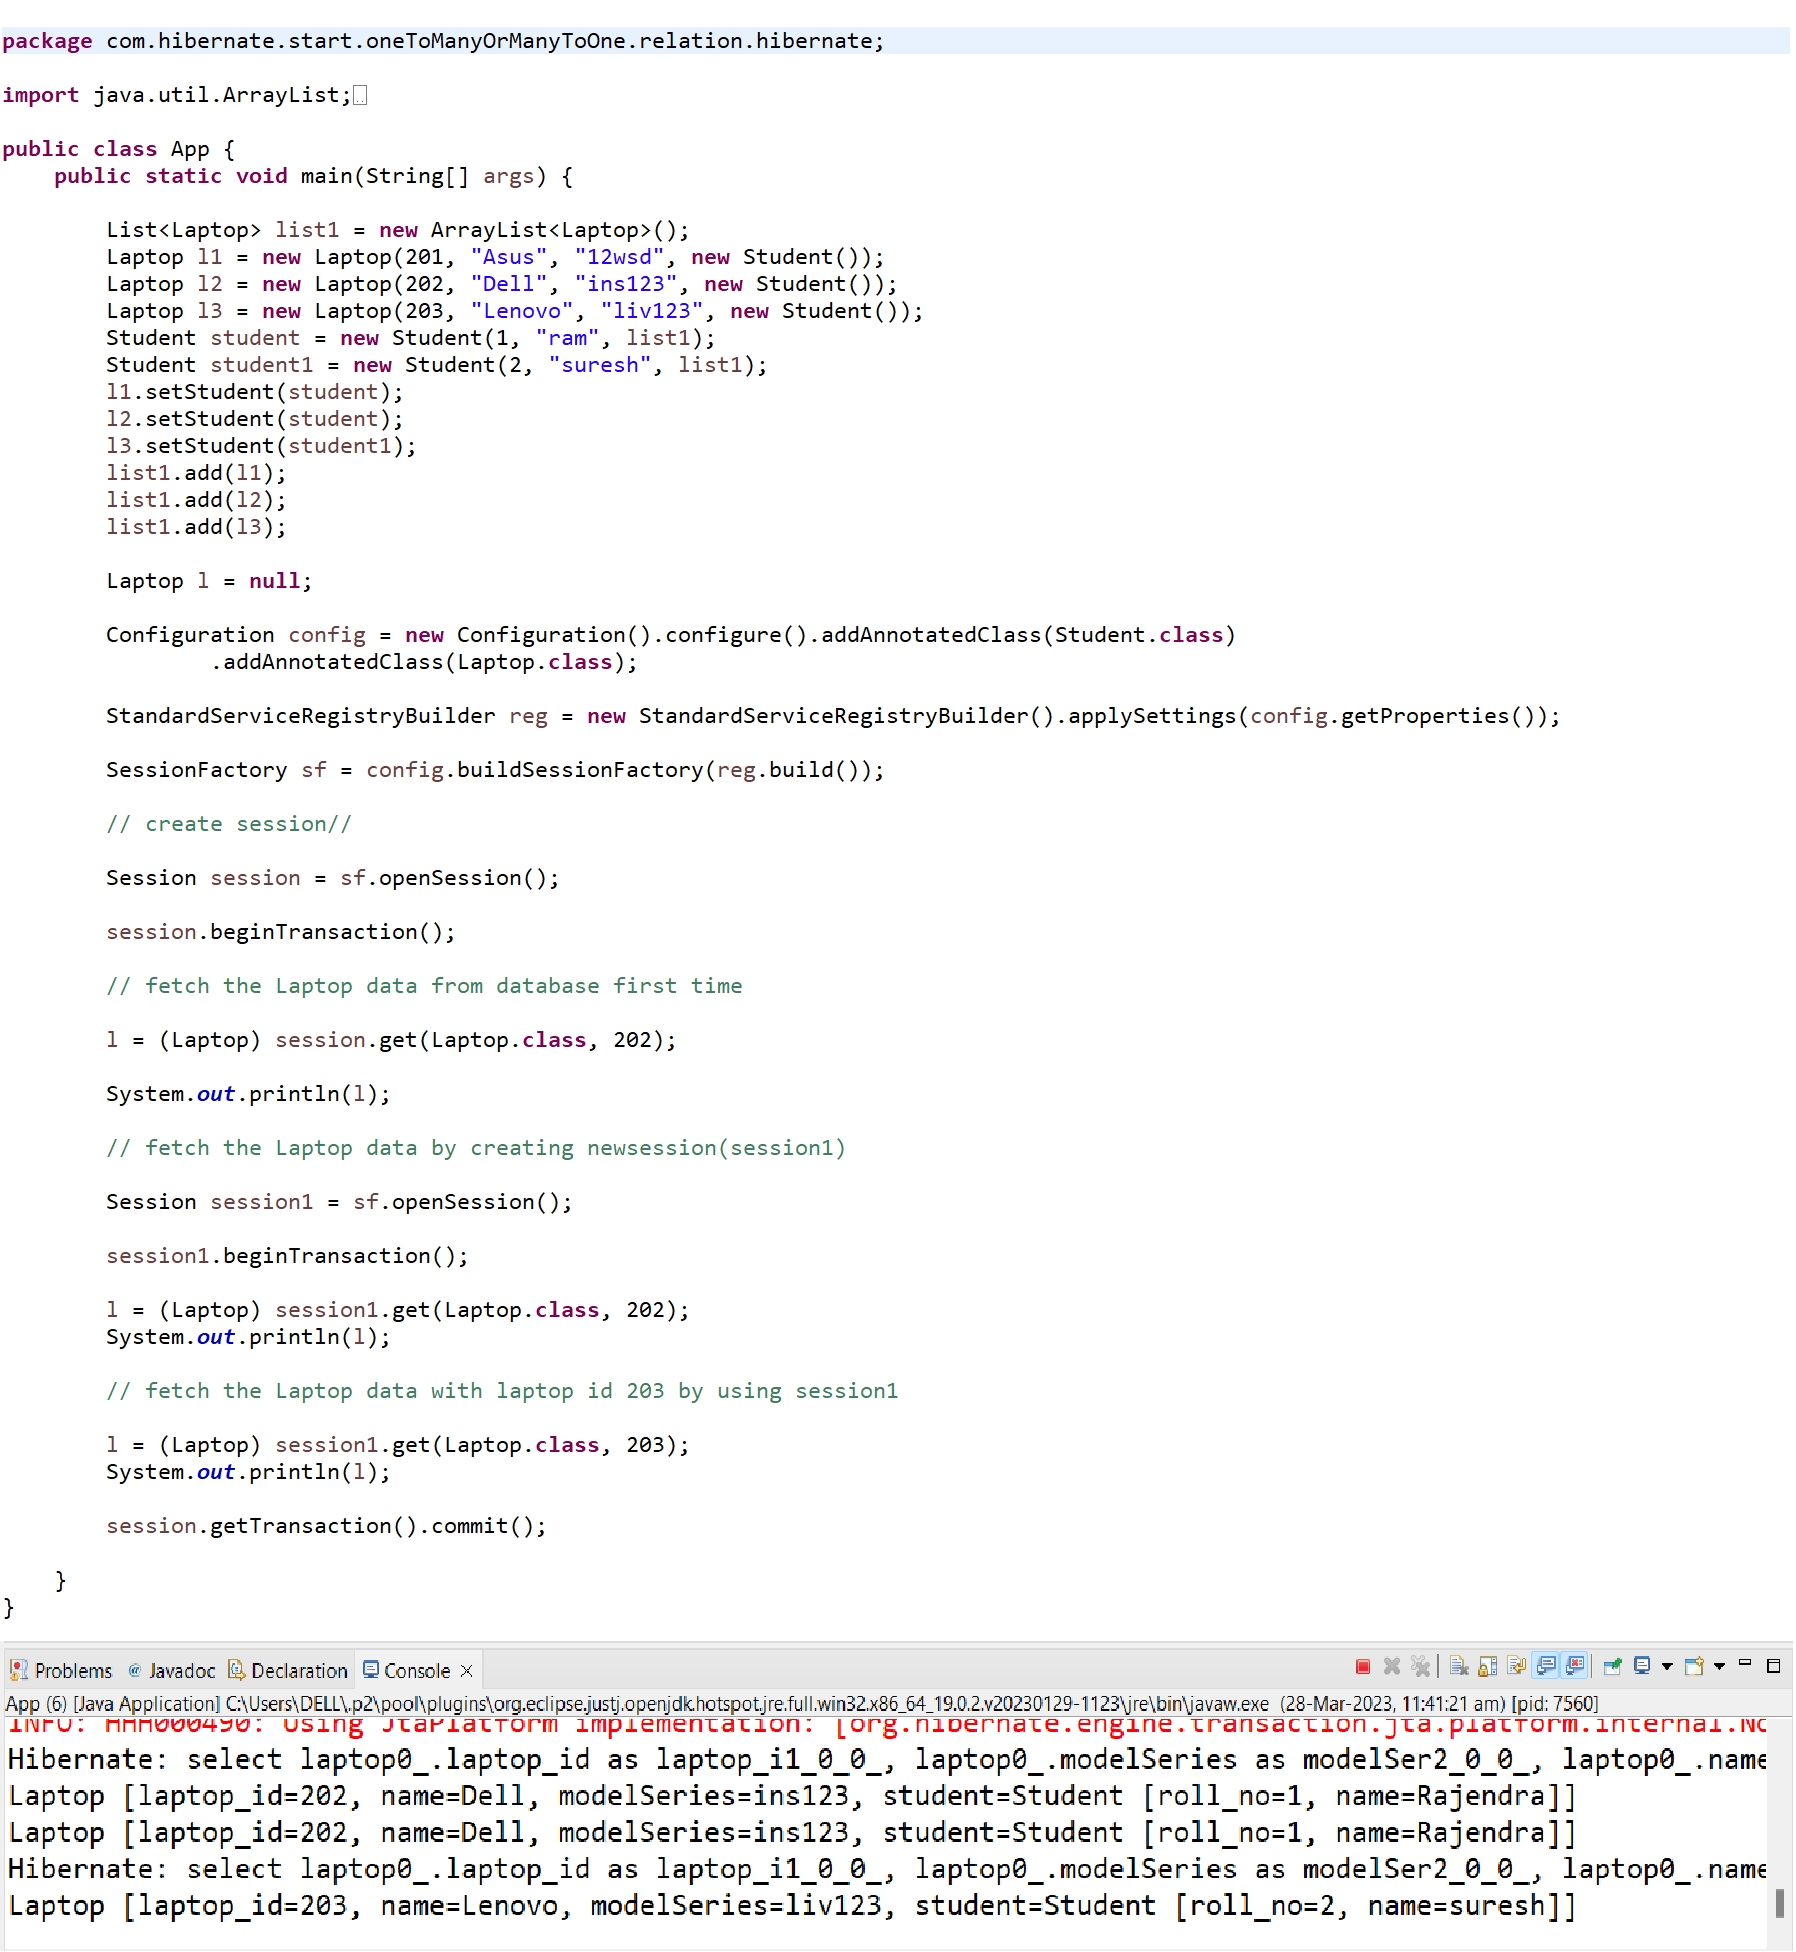 package com.hibernate.start.oneToManyOrManyToOne.relation.hibernate;
import java.util.ArrayList;
public class App {
public static void main(String[] args) {
List<Laptop> list1 = new ArrayList<Laptop>();
Laptop l1 = new Laptop(201, "Asus", "12wsd", new Student());
Laptop l2 = new Laptop(202, "Dell", "ins123", new Student());
Laptop l3 = new Laptop(203, "Lenovo", "liv123", new Student());
Student student = new Student(1, "ram", list1);
Student student1 = new Student(2, "suresh", list1);
l1.setStudent(student);
l2.setStudent(student);
l3.setStudent(student1);
list1.add(l1);
list1.add(l2);
list1.add(l3);
Laptop l = null;
Configuration config = new Configuration().configure().addAnnotatedClass(Student.class)
.addAnnotatedClass(Laptop.class);
StandardServiceRegistryBuilder reg = new StandardServiceRegistryBuilder().applySettings(config.getProperties());
SessionFactory sf = config.buildSessionFactory(reg.build());
// create session//
Session session = sf.openSession();
session.beginTransaction();
// fetch the Laptop data from database first time
l = (Laptop) session.get(Laptop.class, 202);
System.out.println(l);
// fetch the Laptop data by creating newsession(session1)
Session session1 = sf.openSession();
session1.beginTransaction();
l = (Laptop) session1.get(Laptop.class, 202);
System.out.println(l);
// fetch the Laptop data with laptop id 203 by using session1
l = (Laptop) session1.get(Laptop.class, 203);
System.out.println(l);
session.getTransaction().commit();
}
}
Problems @ Javadoc Declaration Console
App (6) [Java Application] C:\Users\DELL\.p2\pool\plugins\org.eclipse.justj.openjdk.hotspot.jre.full.win32.x86_64_19.0.2.v20230129-1123\jre\bin\javaw.exe (28-Mar-2023, 11:41:21 am) [pid: 7560]
INFO: HHH000490: Using JtaPlatform implementation: [org.hibernate.engine.transaction.jta.platform.internal.No
Hibernate: select laptop0_.laptop_id as laptop_i1_0_0_, laptop0_.modelSeries as modelSer2_0_0_, laptop0_.name
Laptop [laptop_id=202, name=Dell, modelSeries=ins123, student=Student [roll_no=1, name=Rajendra]]
Laptop [laptop_id=202, name=Dell, modelSeries=ins123, student=Student [roll_no=1, name=Rajendra]]
Hibernate: select laptop0_.laptop_id as laptop_i1_0_0_, laptop0_.modelSeries as modelSer2_0_0_, laptop0_.name
Laptop [laptop_id=203, name=Lenovo, modelSeries=liv123, student=Student [roll_no=2, name=suresh]]